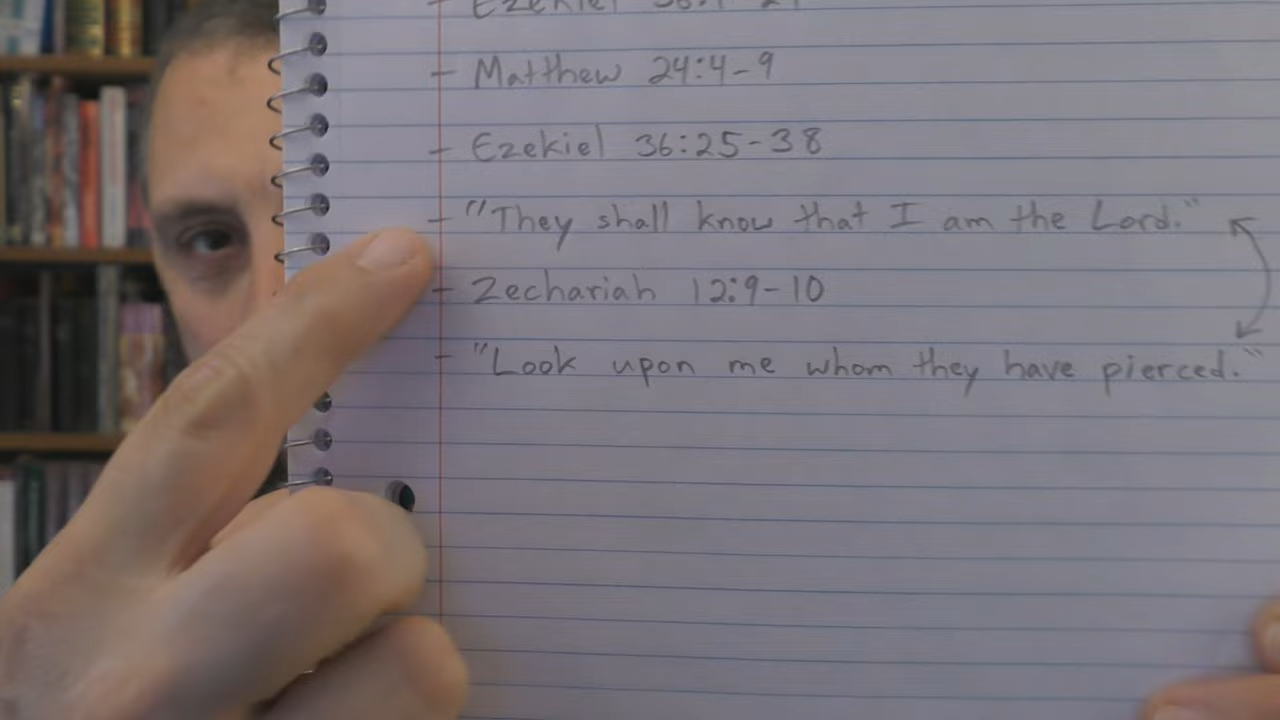 - Ezekiel
- Matthew 24:4-9
- Ezekiel 36:25-38
- "They shall know that I am the Lord."
- Zechariah 12:9-10
- "Look upon me whom they have pierced."